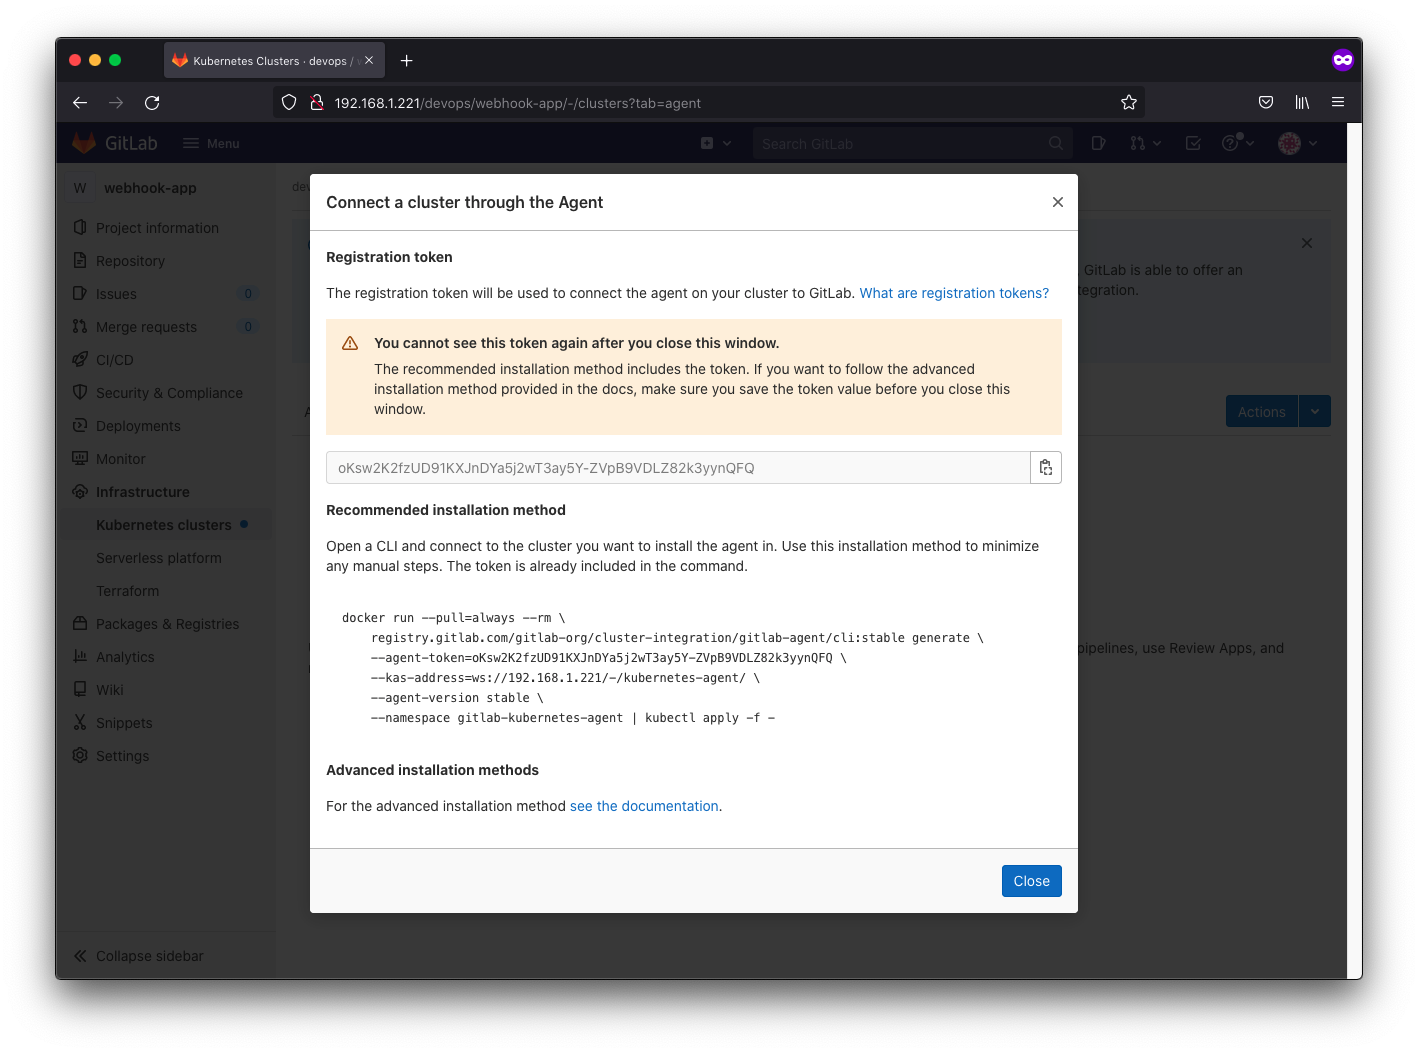 Kubernetes Clusters · devops /
192.168.1.221/devops/webhook-app/-/clusters?tab=agent
GitLab
Menu
Search GitLab
W
webhook-app
Project information
Repository
Issues 0
Merge requests 0
CI/CD
Security & Compliance
Deployments
Monitor
Infrastructure
Kubernetes clusters
Serverless platform
Terraform
Packages & Registries
Analytics
Wiki
Snippets
Settings
Collapse sidebar
GitLab is able to offer an
Actions
pipelines, use Review Apps, and
Connect a cluster through the Agent
Registration token
The registration token will be used to connect the agent on your cluster to GitLab. What are registration tokens?
You cannot see this token again after you close this window.
The recommended installation method includes the token. If you want to follow the advanced
installation method provided in the docs, make sure you save the token value before you close this
window.
oKsw2K2fzUD91KXJnDYa5j2wT3ay5Y-ZVpB9VDLZ82k3yynQFQ
Recommended installation method
Open a CLI and connect to the cluster you want to install the agent in. Use this installation method to minimize
any manual steps. The token is already included in the command.
docker run --pull=always --rm \
registry.gitlab.com/gitlab-org/cluster-integration/gitlab-agent/cli:stable generate \
--agent-token=oKsw2K2fzUD91KXJnDYa5j2wT3ay5Y-ZVpB9VDLZ82k3yynQFQ \
--kas-address=ws://192.168.1.221/-/kubernetes-agent/ \
--agent-version stable \
--namespace gitlab-kubernetes-agent | kubectl apply -f -
Advanced installation methods
For the advanced installation method see the documentation.
Close